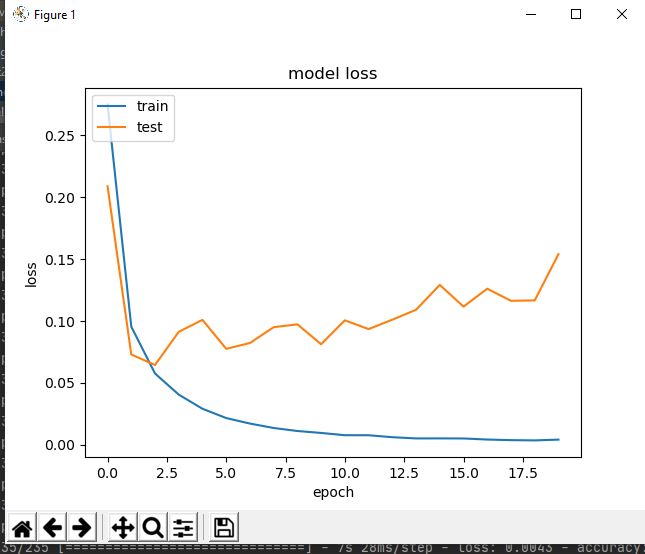 Figure 1
model loss
train
test
0.25
0.20
0.15
0.10
0.05
0.00
loss
0.0 2.5 5.0 7.5 10.0 12.5 15.0 17.5
epoch
35/235 [==============================] - 7s 28ms/step - loss: 0.0043 - accuracy: